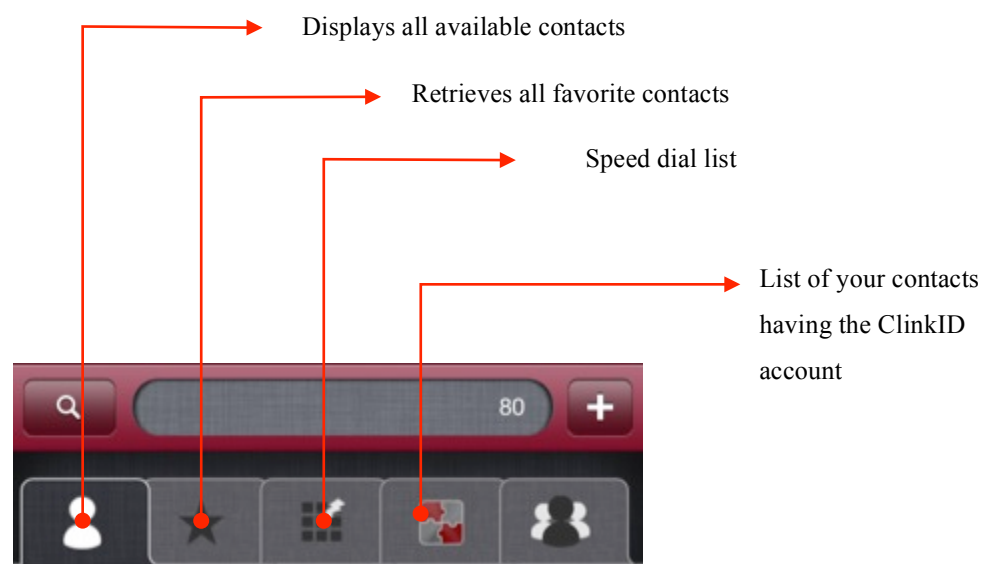 Displays all available contacts
Retrieves all favorite contacts
Speed dial list
List of your contacts
having the ClinkID
account
80